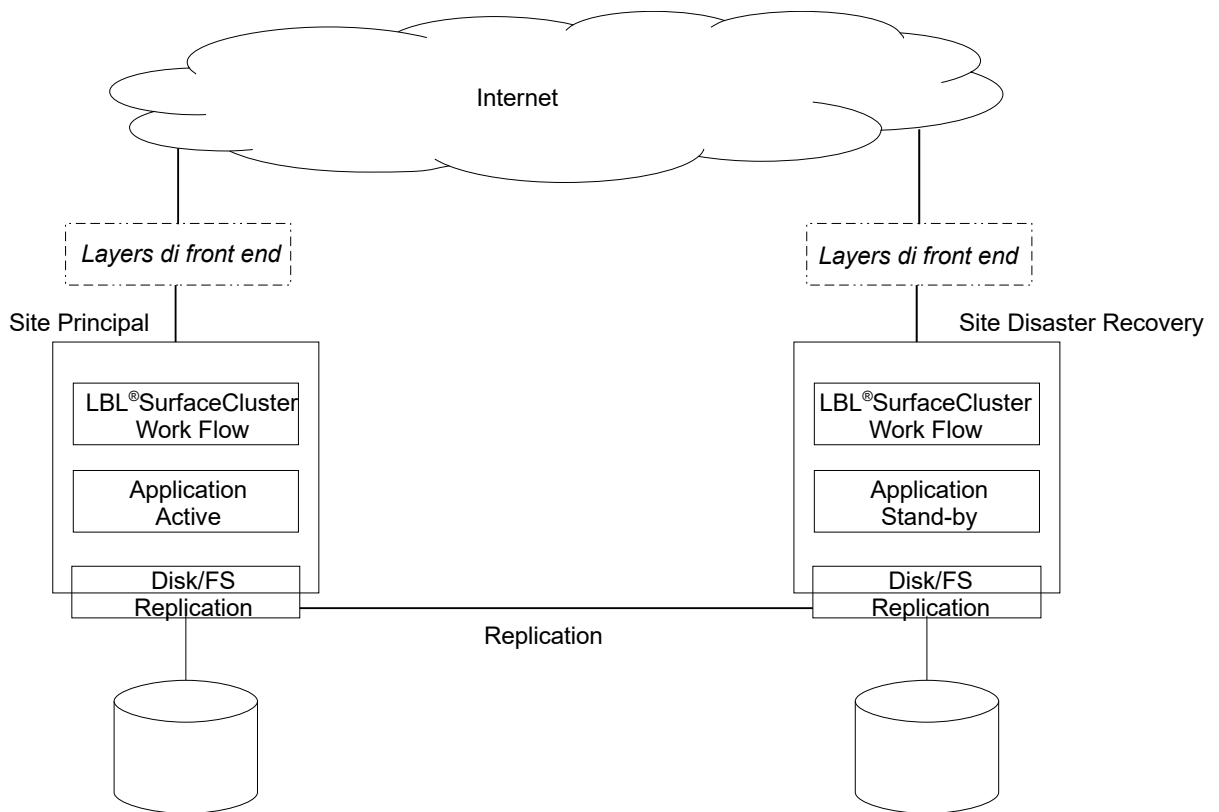 Internet
Layers di front end
Layers di front end
Site Principal
Site Disaster Recovery
LBL®SurfaceCluster
Work Flow
LBL®SurfaceCluster
Work Flow
Application
Active
Application
Stand-by
Disk/FS
Replication
Disk/FS
Replication
Replication